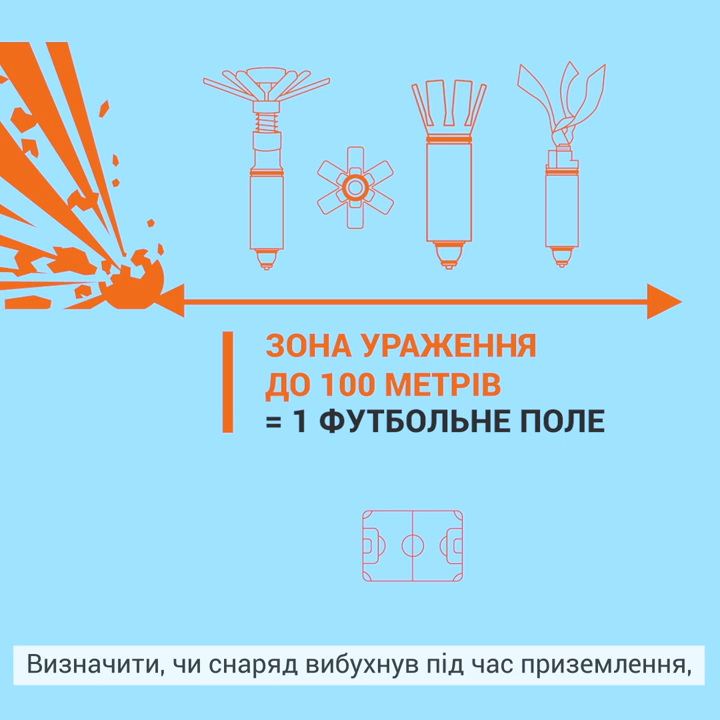 ЗОНА УРАЖЕННЯ
ДО 100 МЕТРІВ
= 1 ФУТБОЛЬНЕ ПОЛЕ
Визначити, чи снаряд вибухнув під час приземлення,